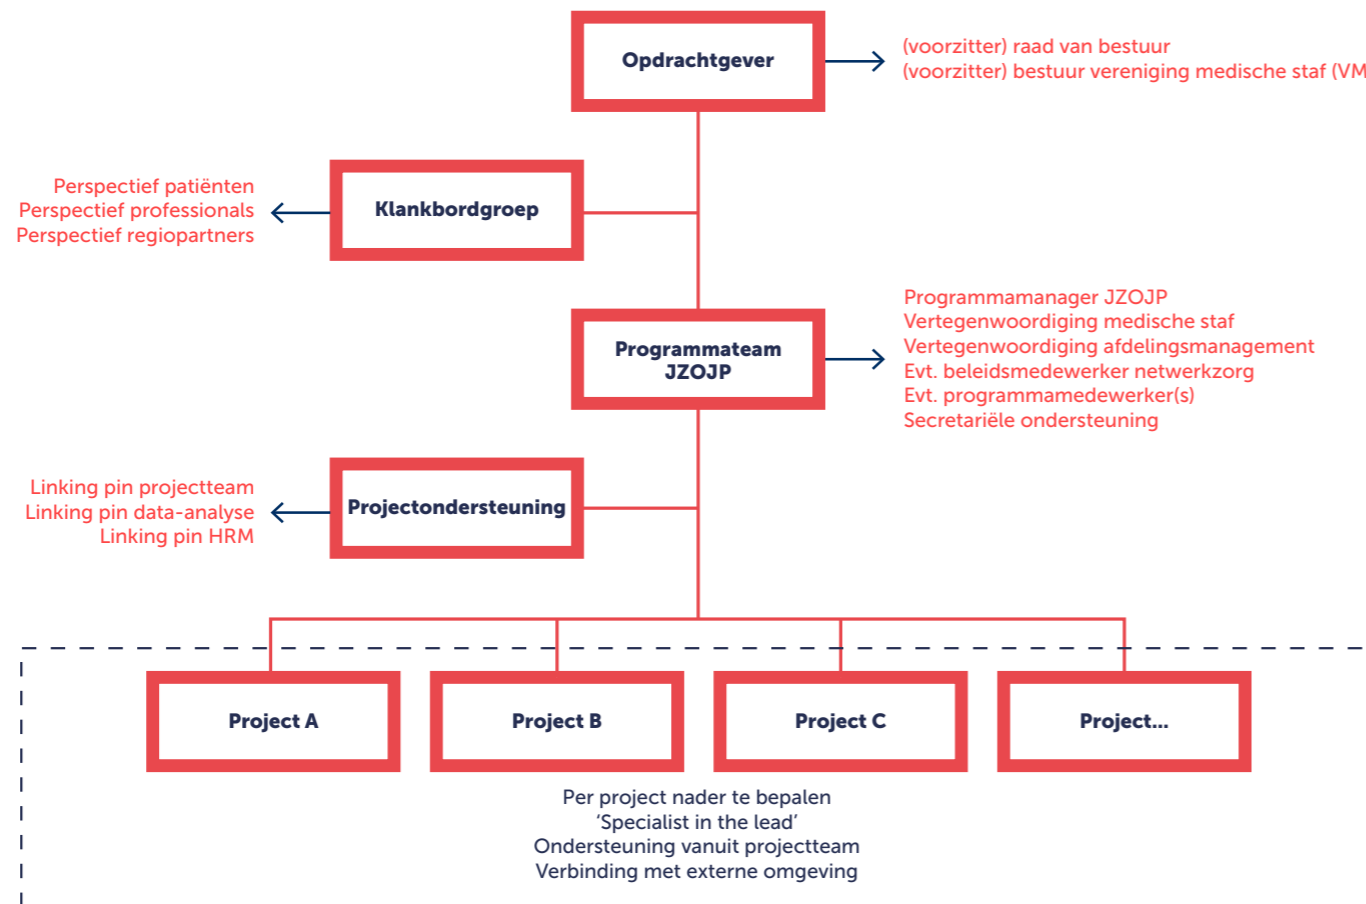 Opdrachtgever
(voorzitter) raad van bestuur
(voorzitter) bestuur vereniging medische staf (VM
Perspectief patiënten
Perspectief professionals
Perspectief regiopartners
Klankbordgroep
Programmateam
JZOJP
Programmamanager JZOJP
Vertegenwoordiging medische staf
Vertegenwoordiging afdelingsmanagement
Evt. beleidsmedewerker netwerkzorg
Evt. programmamedewerker(s)
Secretariële ondersteuning
Linking pin projectteam
Linking pin data-analyse
Linking pin HRM
Projectondersteuning
Project A
Project B
Project C
Project...
Per project nader te bepalen
‘Specialist in the lead’
Ondersteuning vanuit projectteam
Verbinding met externe omgeving